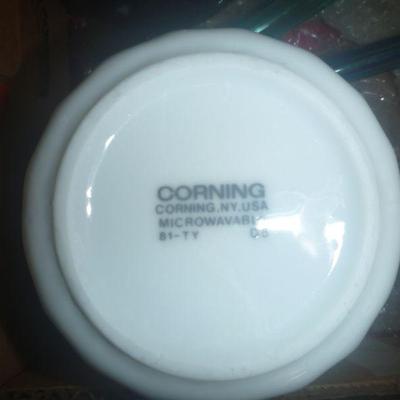 CORNING
CORNING, NY. USA
MICROWAVABLE
81-TY